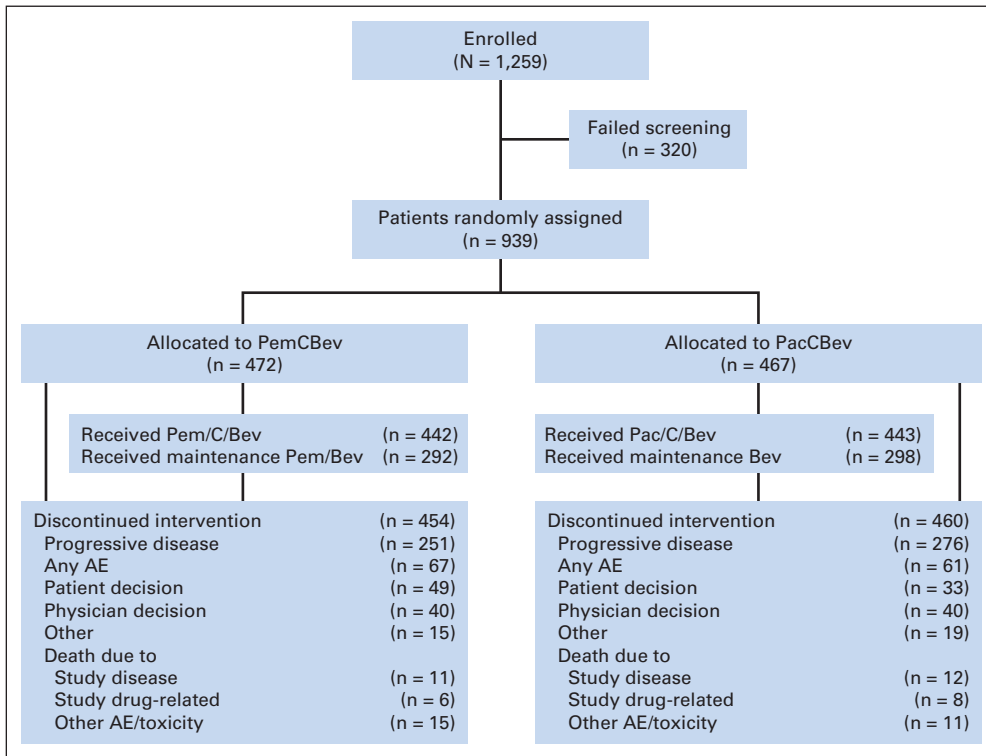 Enrolled
(N = 1,259)
Failed screening
(n = 320)
Patients randomly assigned
(n = 939)
Allocated to PemCBev
(n = 472)
Received Pem/C/Bev (n = 442)
Received maintenance Pem/Bev (n = 292)
Discontinued intervention (n = 454)
Progressive disease (n = 251)
Any AE (n = 67)
Patient decision (n = 49)
Physician decision (n = 40)
Other (n = 15)
Death due to
Study disease (n = 11)
Study drug-related (n = 6)
Other AE/toxicity (n = 15)
Allocated to PacCBev
(n = 467)
Received Pac/C/Bev (n = 443)
Received maintenance Bev (n = 298)
Discontinued intervention (n = 460)
Progressive disease (n = 276)
Any AE (n = 61)
Patient decision (n = 33)
Physician decision (n = 40)
Other (n = 19)
Death due to
Study disease (n = 12)
Study drug-related (n = 8)
Other AE/toxicity (n = 11)